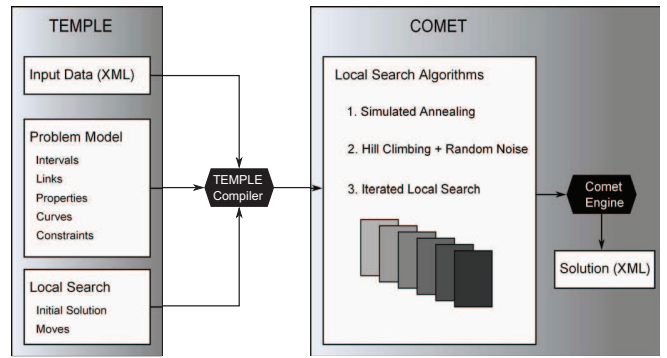 TEMPLE
Input Data (XML)
Problem Model
Intervals
Links
Properties
Curves
Constraints
Local Search
Initial Solution
Moves
TEMPLE
Compiler
COMET
Local Search Algorithms
1. Simulated Annealing
2. Hill Climbing + Random Noise
3. Iterated Local Search
Comet
Engine
Solution (XML)